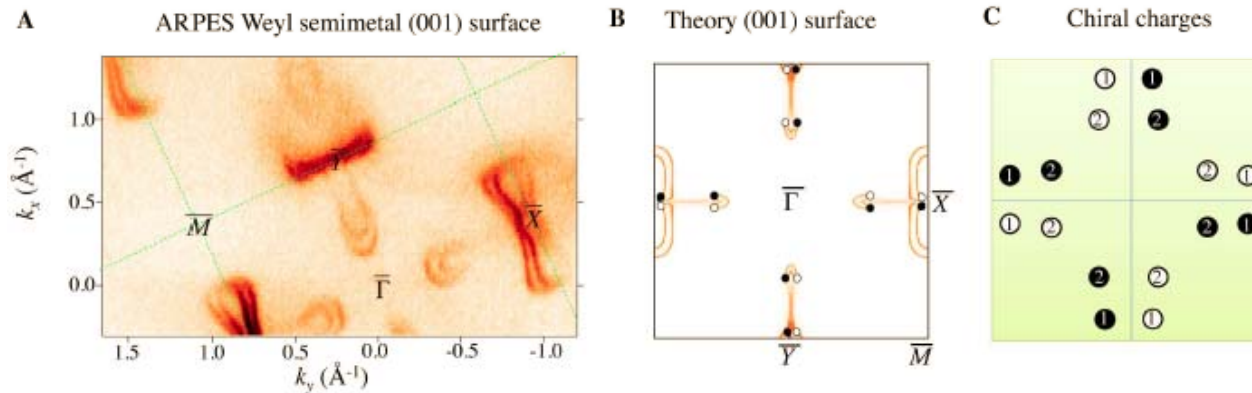 A ARPES Weyl semimetal (001) surface
B Theory (001) surface
C Chiral charges
kx (Å-1)
1.0
0.5
0.0
Y
M
X
Γ
1.5 1.0 0.5 0.0 -0.5 -1.0
ky (Å-1)
Γ
X
Y
M
1 1
2 2
1 2 2 1
1 2 2 1
2 2
1 1